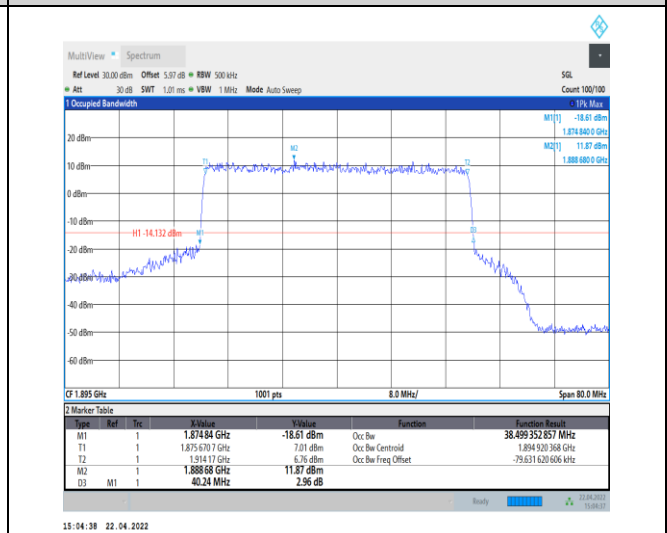 MultiView Spectrum
Ref Level 30.00 dBm Offset 5.97 dB RBW 500 kHz SGL
Att 30 dB SWT 1.01 ms VBW 1 MHz Mode Auto Sweep Count 100/100
1 Occupied Bandwidth 1Pk Max
M1[1] -18.61 dBm
1.874 840 0 GHz
M2[1] 11.87 dBm
1.888 680 0 GHz
20 dBm
M2
T1 T2
10 dBm
0 dBm
-10 dBm
H1 -14.132 dBm M1 D3
-20 dBm
-30 dBm
-40 dBm
-50 dBm
-60 dBm
CF 1.895 GHz 1001 pts 8.0 MHz/ Span 80.0 MHz
2 Marker Table
Type Ref Trc X-Value Y-Value Function Function Result
M1 1 1.874 84 GHz -18.61 dBm Occ Bw 38.499 352 857 MHz
T1 1 1.875 670 7 GHz 7.01 dBm Occ Bw Centroid 1.894 920 368 GHz
T2 1 1.914 17 GHz 6.76 dBm Occ Bw Freq Offset -79.631 620 606 kHz
M2 1 1.888 68 GHz 11.87 dBm
D3 M1 1 40.24 MHz 2.96 dB
Ready 22.04.2022
15:04:37
15:04:38 22.04.2022